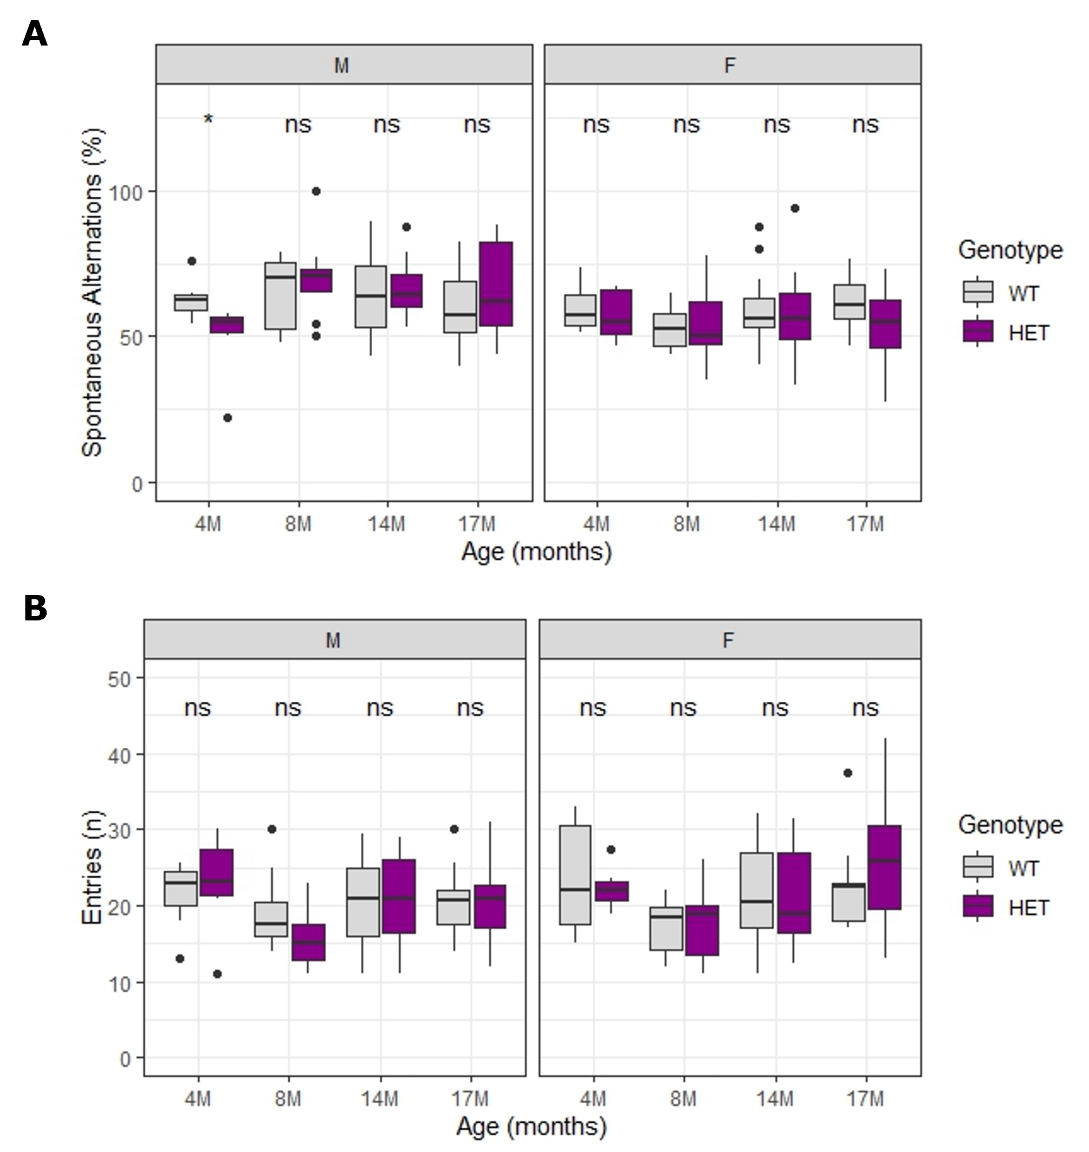 A
M F
* ns ns ns ns ns ns ns
Spontaneous Alternations (%)
100
50
0
4M 8M 14M 17M 4M 8M 14M 17M
Age (months)
Genotype
WT
HET
B
M F
50
ns ns ns ns ns ns ns ns
40
30
20
10
0
Entries (n)
4M 8M 14M 17M 4M 8M 14M 17M
Age (months)
Genotype
WT
HET